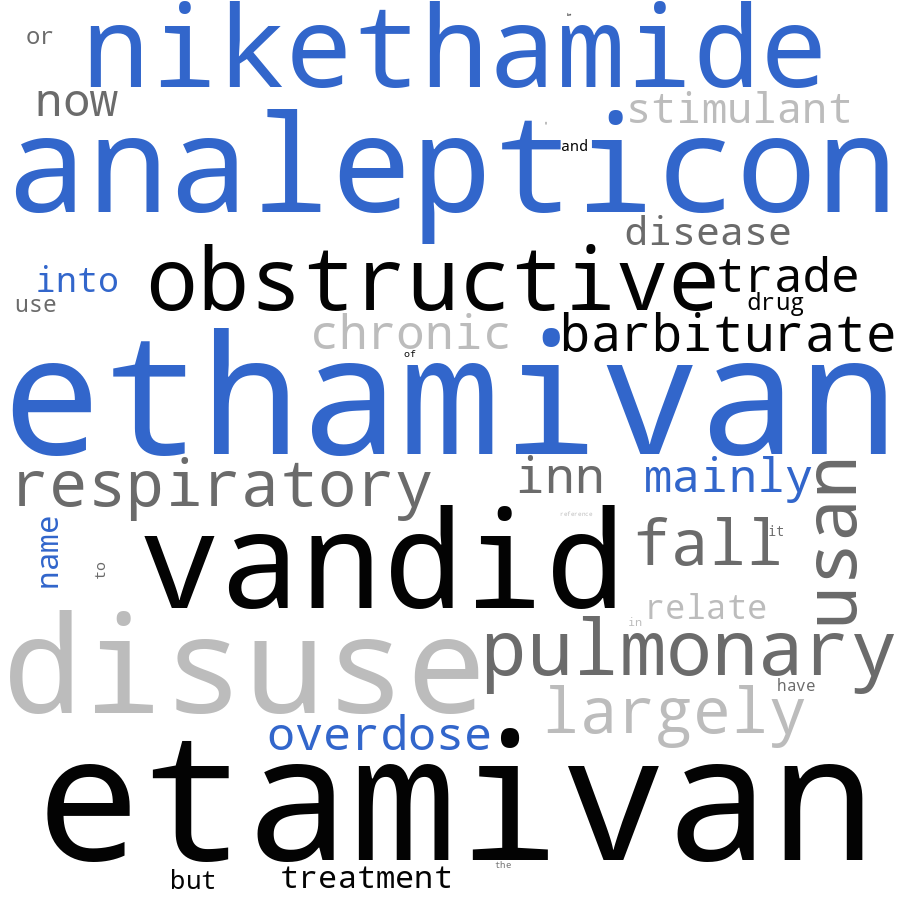 nikethamide
or
now
stimulant
analepticon
and
disease
into
obstructive
trade
use
drug
chronic
barbiturate
of
ethamivan
respiratory
inn
mainly
usan
name
to
vandid
reference
fall
it
relate
disuse
in
pulmonary
have
largely
overdose
etamivan
the
but
treatment